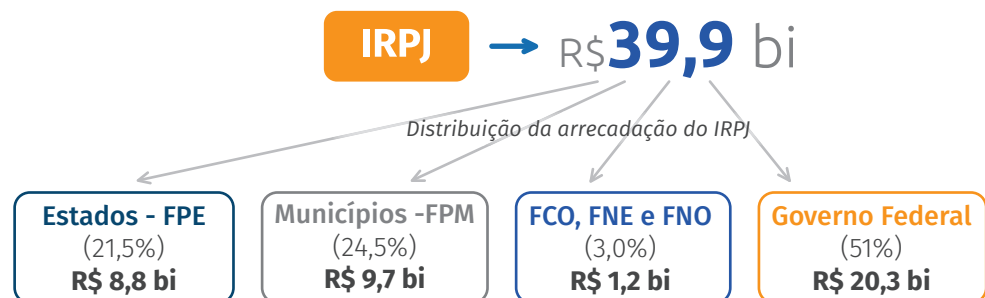 IRPJ
R$39,9 bi
Distribuição da arrecadação do IRPJ
Estados - FPE
(21,5%)
R$ 8,8 bi
Municípios -FPM
(24,5%)
R$ 9,7 bi
FCO, FNE e FNO
(3,0%)
R$ 1,2 bi
Governo Federal
(51%)
R$ 20,3 bi